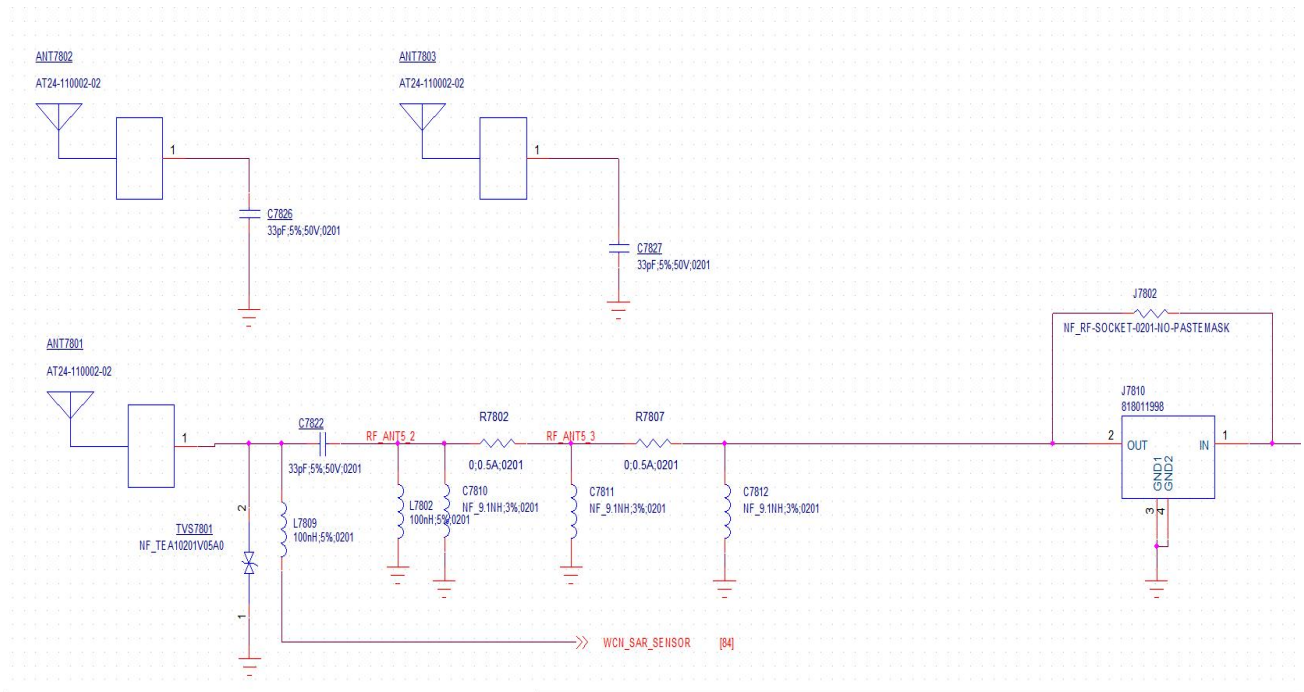 ANT7802
AT24-110002-02
1
C7826
33pF;5%;50V;0201
ANT7803
AT24-110002-02
1
C7827
33pF;5%;50V;0201
J7802
NF_RF-SOCKET-0201-NO-PASTEMASK
ANT7801
AT24-110002-02
1
C7822
33pF;5%;50V;0201
RF_ANT5_2
R7802
0;0.5A;0201
RF_ANT5_3
R7807
0;0.5A;0201
J7810
818011998
2
OUT
IN
1
GND1
GND2
3
4
2
TVS7801
NF_TEA10201V05A0
1
L7809
100nH;5%;0201
L7802
100nH;5%;0201
C7810
NF_9.1NH;3%;0201
C7811
NF_9.1NH;3%;0201
C7812
NF_9.1NH;3%;0201
WCN_SAR_SENSOR [84]